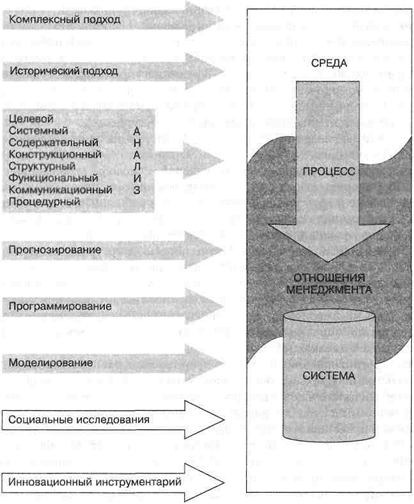 Комплексный подход
Исторический подход
Целевой
Системный
Содержательный
Конструкционный
Структурный
Функциональный
Коммуникационный
Процедурный
А
Н
А
Л
И
З
Прогнозирование
Программирование
Моделирование
Социальные исследования
Инновационный инструментарий
СРЕДА
ПРОЦЕСС
ОТНОШЕНИЯ
МЕНЕДЖМЕНТА
СИСТЕМА